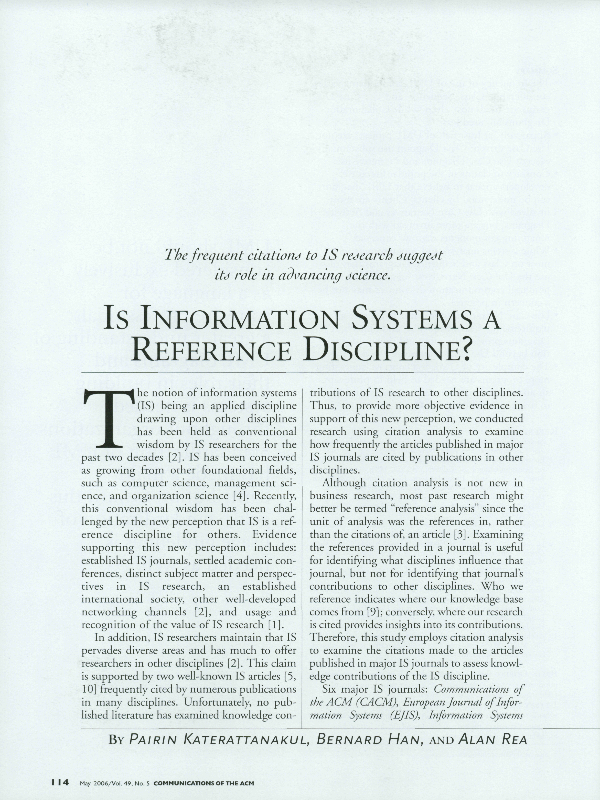 The frequent citations to IS research suggest
its role in advancing science.
IS INFORMATION SYSTEMS A
REFERENCE DISCIPLINE?
The notion of information systems
(IS) being an applied discipline
drawing upon other disciplines
has been held as conventional
wisdom by IS researchers for the
past two decades [2]. IS has been conceived
as growing from other foundational fields,
such as computer science, management sci-
ence, and organization science [4]. Recently,
this conventional wisdom has been chal-
lenged by the new perception that IS is a ref-
erence discipline for others. Evidence
supporting this new perception includes:
established IS journals, settled academic con-
ferences, distinct subject matter and perspec-
tives in IS research, an established
international society, other well-developed
networking channels [2], and usage and
recognition of the value of IS research [1].
In addition, IS researchers maintain that IS
pervades diverse areas and has much to offer
researchers in other disciplines [2]. This claim
is supported by two well-known IS articles [5,
10] frequently cited by numerous publications
in many disciplines. Unfortunately, no pub-
lished literature has examined knowledge con-
tributions of IS research to other disciplines.
Thus, to provide more objective evidence in
support of this new perception, we conducted
research using citation analysis to examine
how frequently the articles published in major
IS journals are cited by publications in other
disciplines.
Although citation analysis is not new in
business research, most past research might
better be termed “reference analysis” since the
unit of analysis was the references in, rather
than the citations of, an article [3]. Examining
the references provided in a journal is useful
for identifying what disciplines influence that
journal, but not for identifying that journal’s
contributions to other disciplines. Who we
reference indicates where our knowledge base
comes from [9]; conversely, where our research
is cited provides insights into its contributions.
Therefore, this study employs citation analysis
to examine the citations made to the articles
published in major IS journals to assess knowl-
edge contributions of the IS discipline.
Six major IS journals: Communications of
the ACM (CACM), European Journal of Infor-
mation Systems (EJIS), Information Systems
BY PAIRIN KATERATTANAKUL, BERNARD HAN, AND ALAN REA
114 May 2006/Vol. 49, No. 5 COMMUNICATIONS OF THE ACM